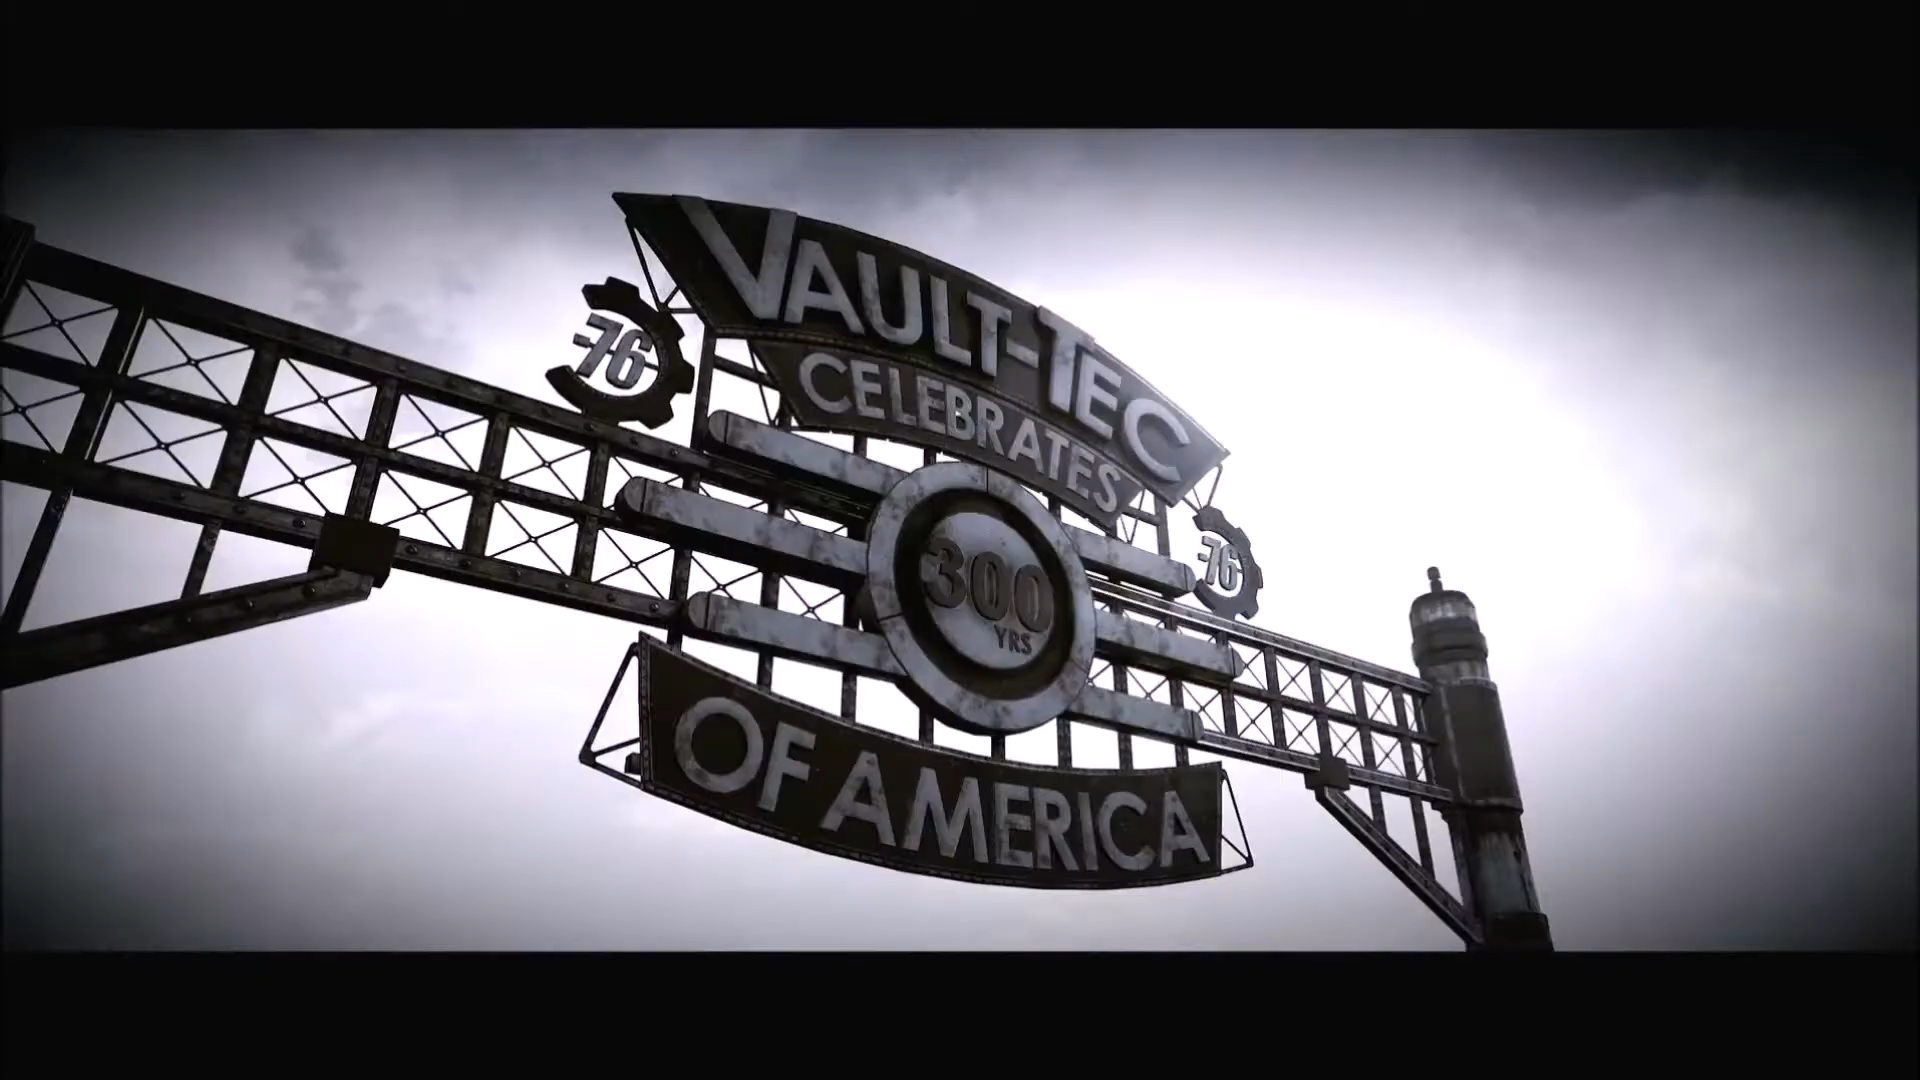 VAULT-TEC
CELEBRATES
76
76
300
YRS
OF AMERICA